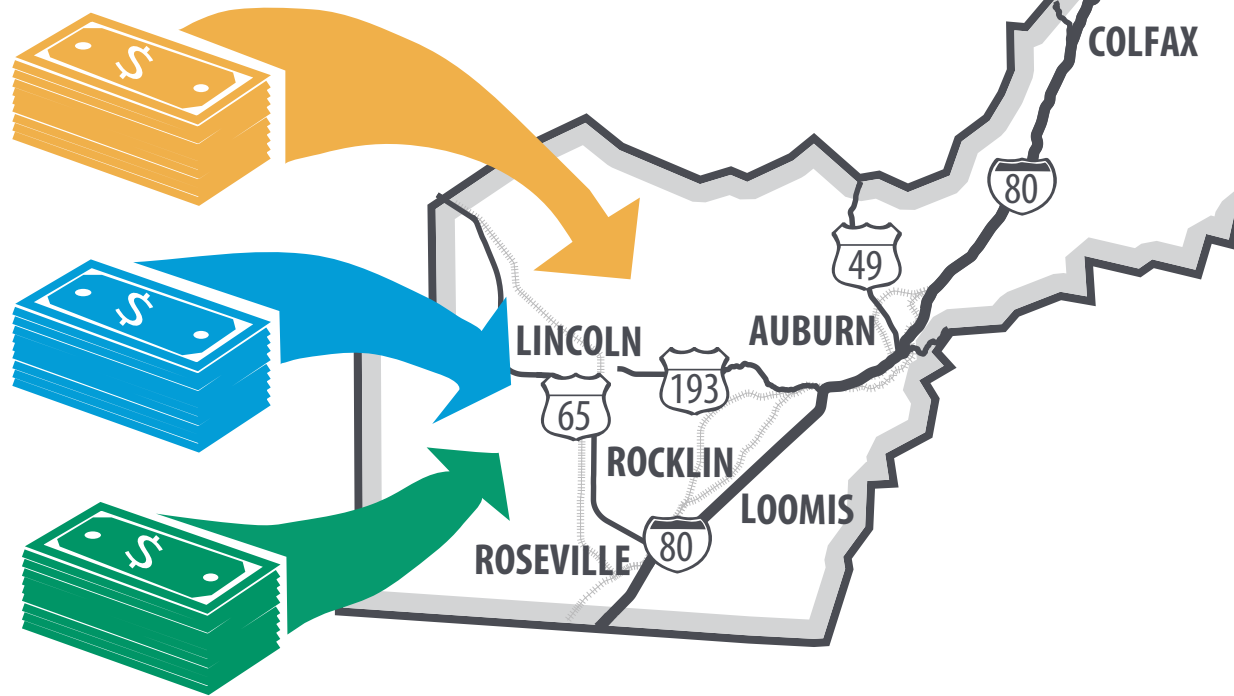 $
COLFAX
80
49
$
LINCOLN
AUBURN
193
65
ROCKLIN
LOOMIS
$
ROSEVILLE
80